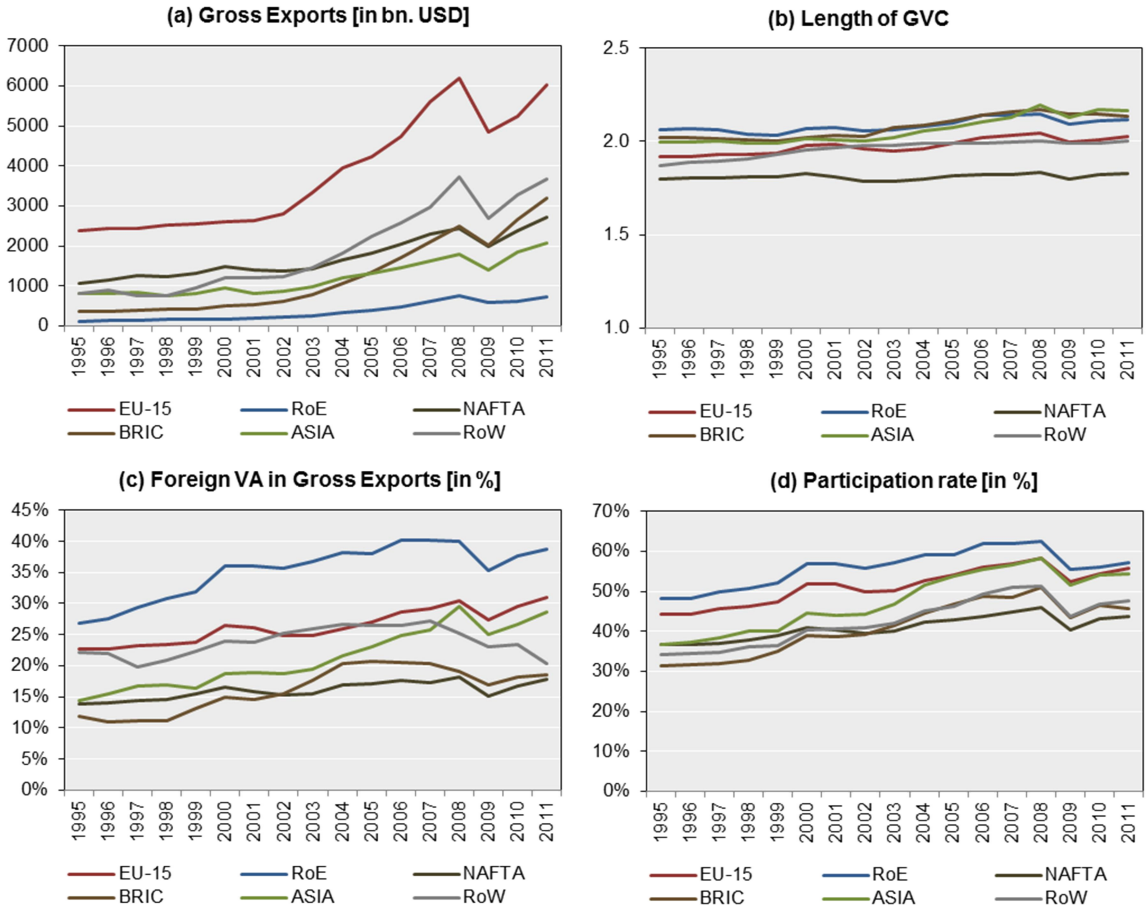 (a) Gross Exports [in bn. USD]
7000
6000
5000
4000
3000
2000
1000
0
1995 1996 1997 1998 1999 2000 2001 2002 2003 2004 2005 2006 2007 2008 2009 2010 2011
EU-15 RoE NAFTA
BRIC ASIA RoW
(b) Length of GVC
2.5
2.0
1.5
1.0
1995 1996 1997 1998 1999 2000 2001 2002 2003 2004 2005 2006 2007 2008 2009 2010 2011
EU-15 RoE NAFTA
BRIC ASIA RoW
(c) Foreign VA in Gross Exports [in %]
45%
40%
35%
30%
25%
20%
15%
10%
5%
0%
1995 1996 1997 1998 1999 2000 2001 2002 2003 2004 2005 2006 2007 2008 2009 2010 2011
EU-15 RoE NAFTA
BRIC ASIA RoW
(d) Participation rate [in %]
70%
60%
50%
40%
30%
20%
10%
0%
1995 1996 1997 1998 1999 2000 2001 2002 2003 2004 2005 2006 2007 2008 2009 2010 2011
EU-15 RoE NAFTA
BRIC ASIA RoW